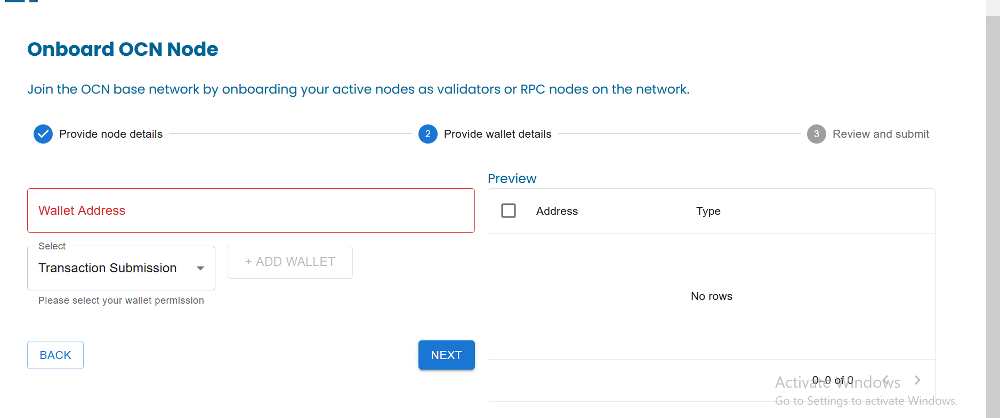 Onboard OCN Node
Join the OCN base network by onboarding your active nodes as validators or RPC nodes on the network.
Provide node details
2 Provide wallet details
3 Review and submit
Wallet Address
Select
Transaction Submission
+ ADD WALLET
Please select your wallet permission
BACK
NEXT
Preview
Address Type
No rows
0–0 of 0
Activate Windows
Go to Settings to activate Windows.